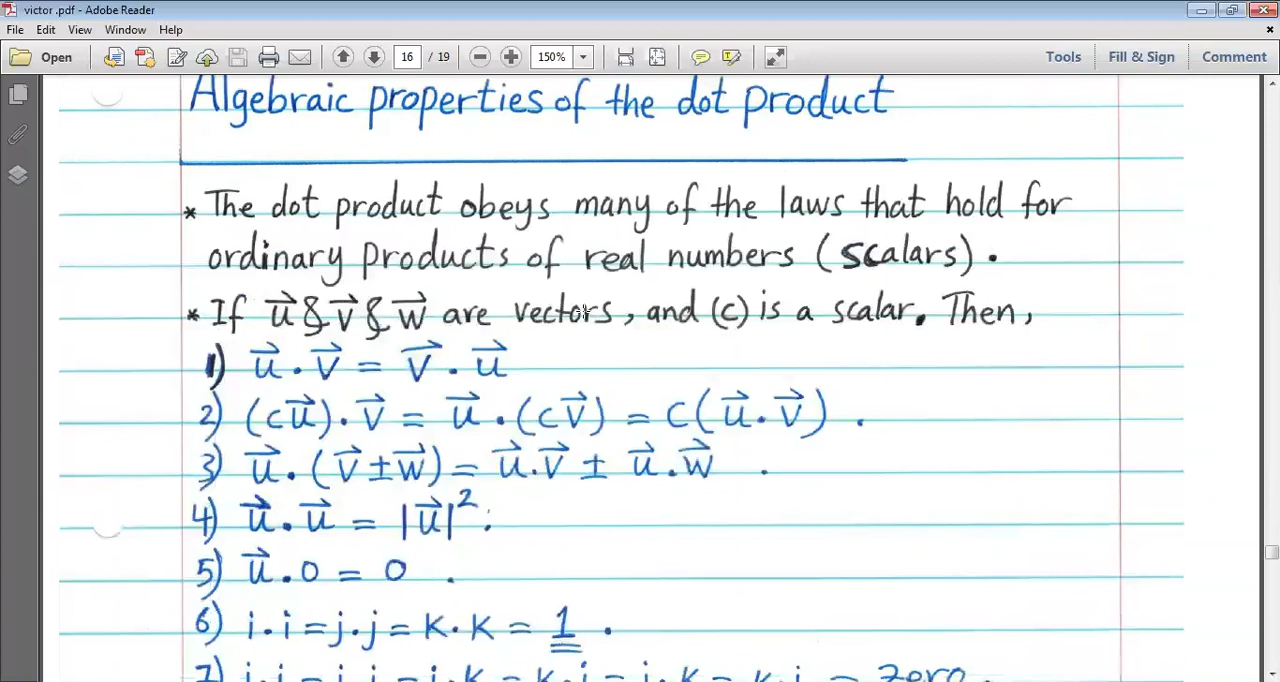 victor .pdf - Adobe Reader
File Edit View Window Help
Open 16 / 19 150% Tools Fill & Sign Comment
Algebraic properties of the dot product
* The dot product obeys many of the laws that hold for
ordinary products of real numbers (scalars).
* If u⃗ & v⃗ & w⃗ are vectors, and (c) is a scalar. Then,
1) u⃗ . v⃗ = v⃗ . u⃗
2) (cu⃗) . v⃗ = u⃗ . (cv⃗) = c(u⃗ . v⃗) .
3) u⃗ . (v⃗ ± w⃗) = u⃗ . v⃗ ± u⃗ . w⃗ .
4) u⃗ . u⃗ = |u⃗|² .
5) u⃗ . 0 = 0 .
6) i . i = j . j = k . k = 1 .